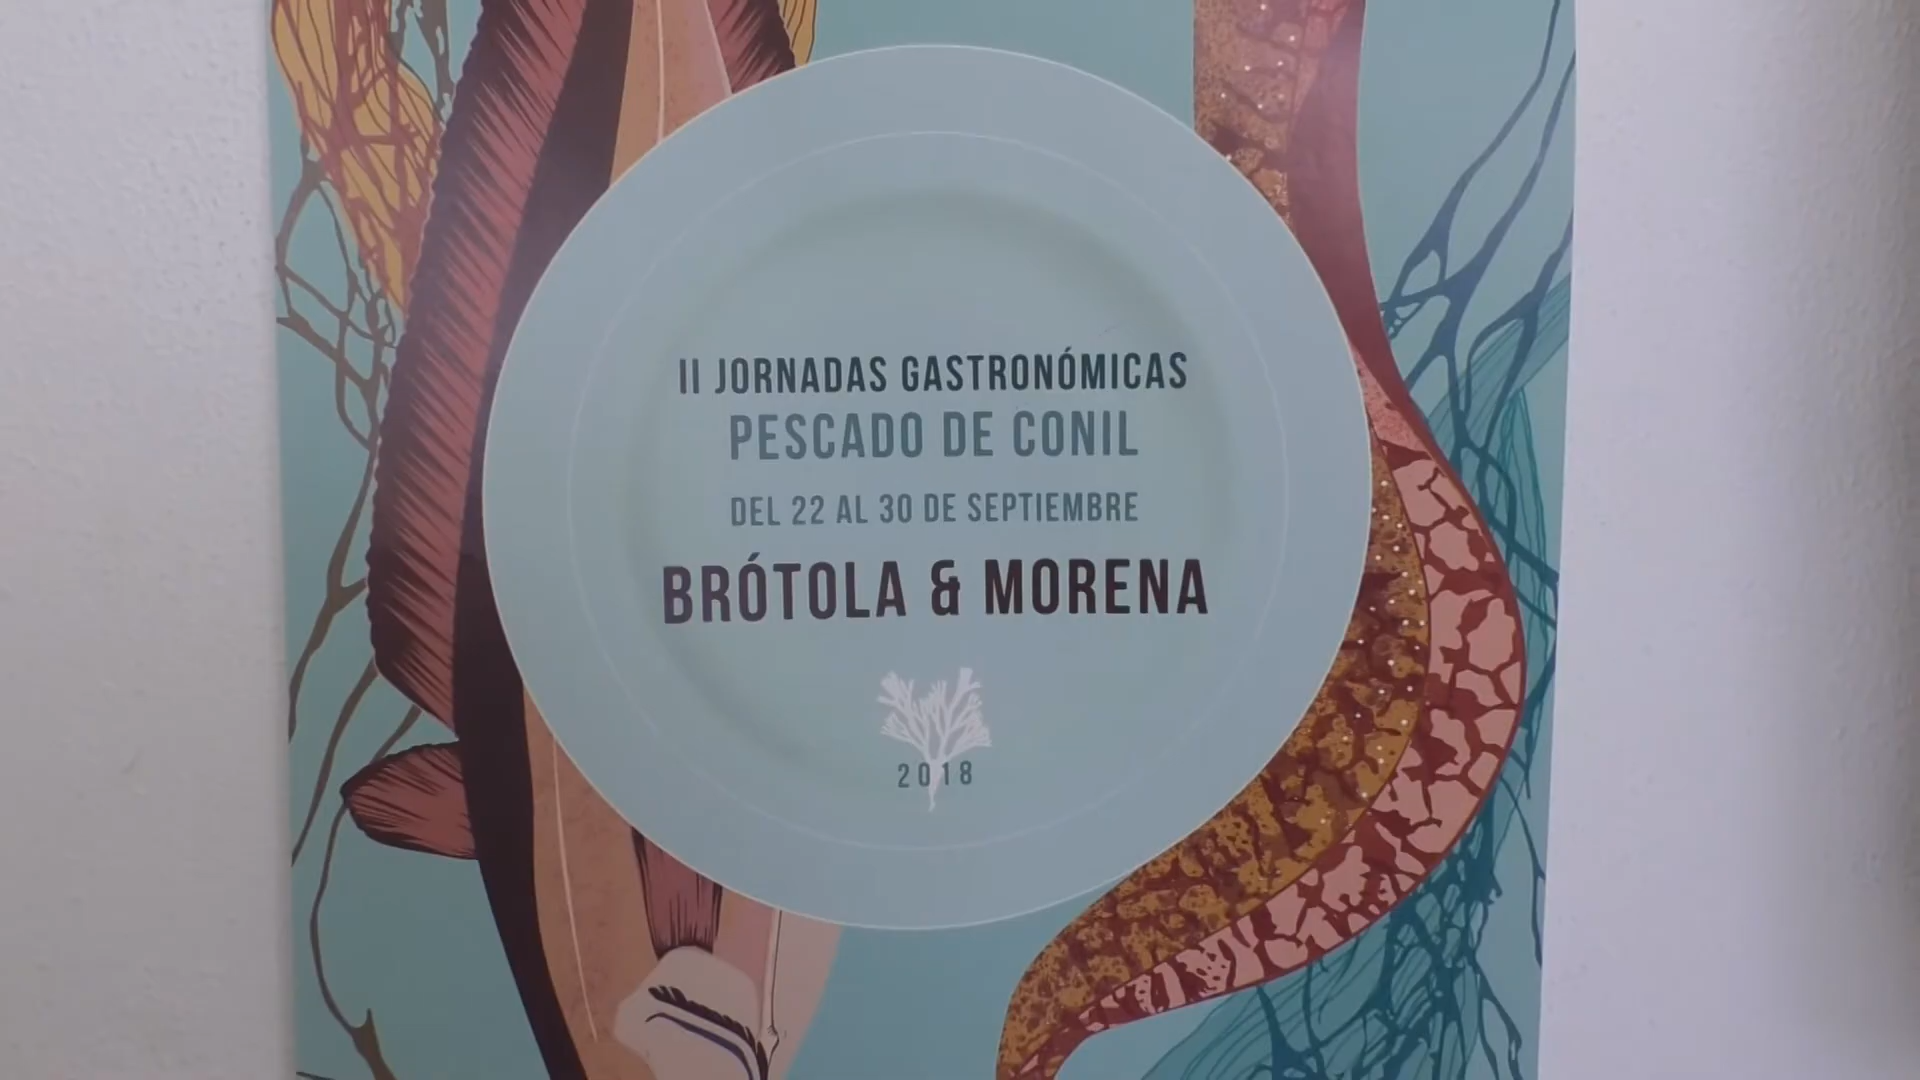 II JORNADAS GASTRONÓMICAS
PESCADO DE CONIL
DEL 22 AL 30 DE SEPTIEMBRE
BRÓTOLA & MORENA
2018